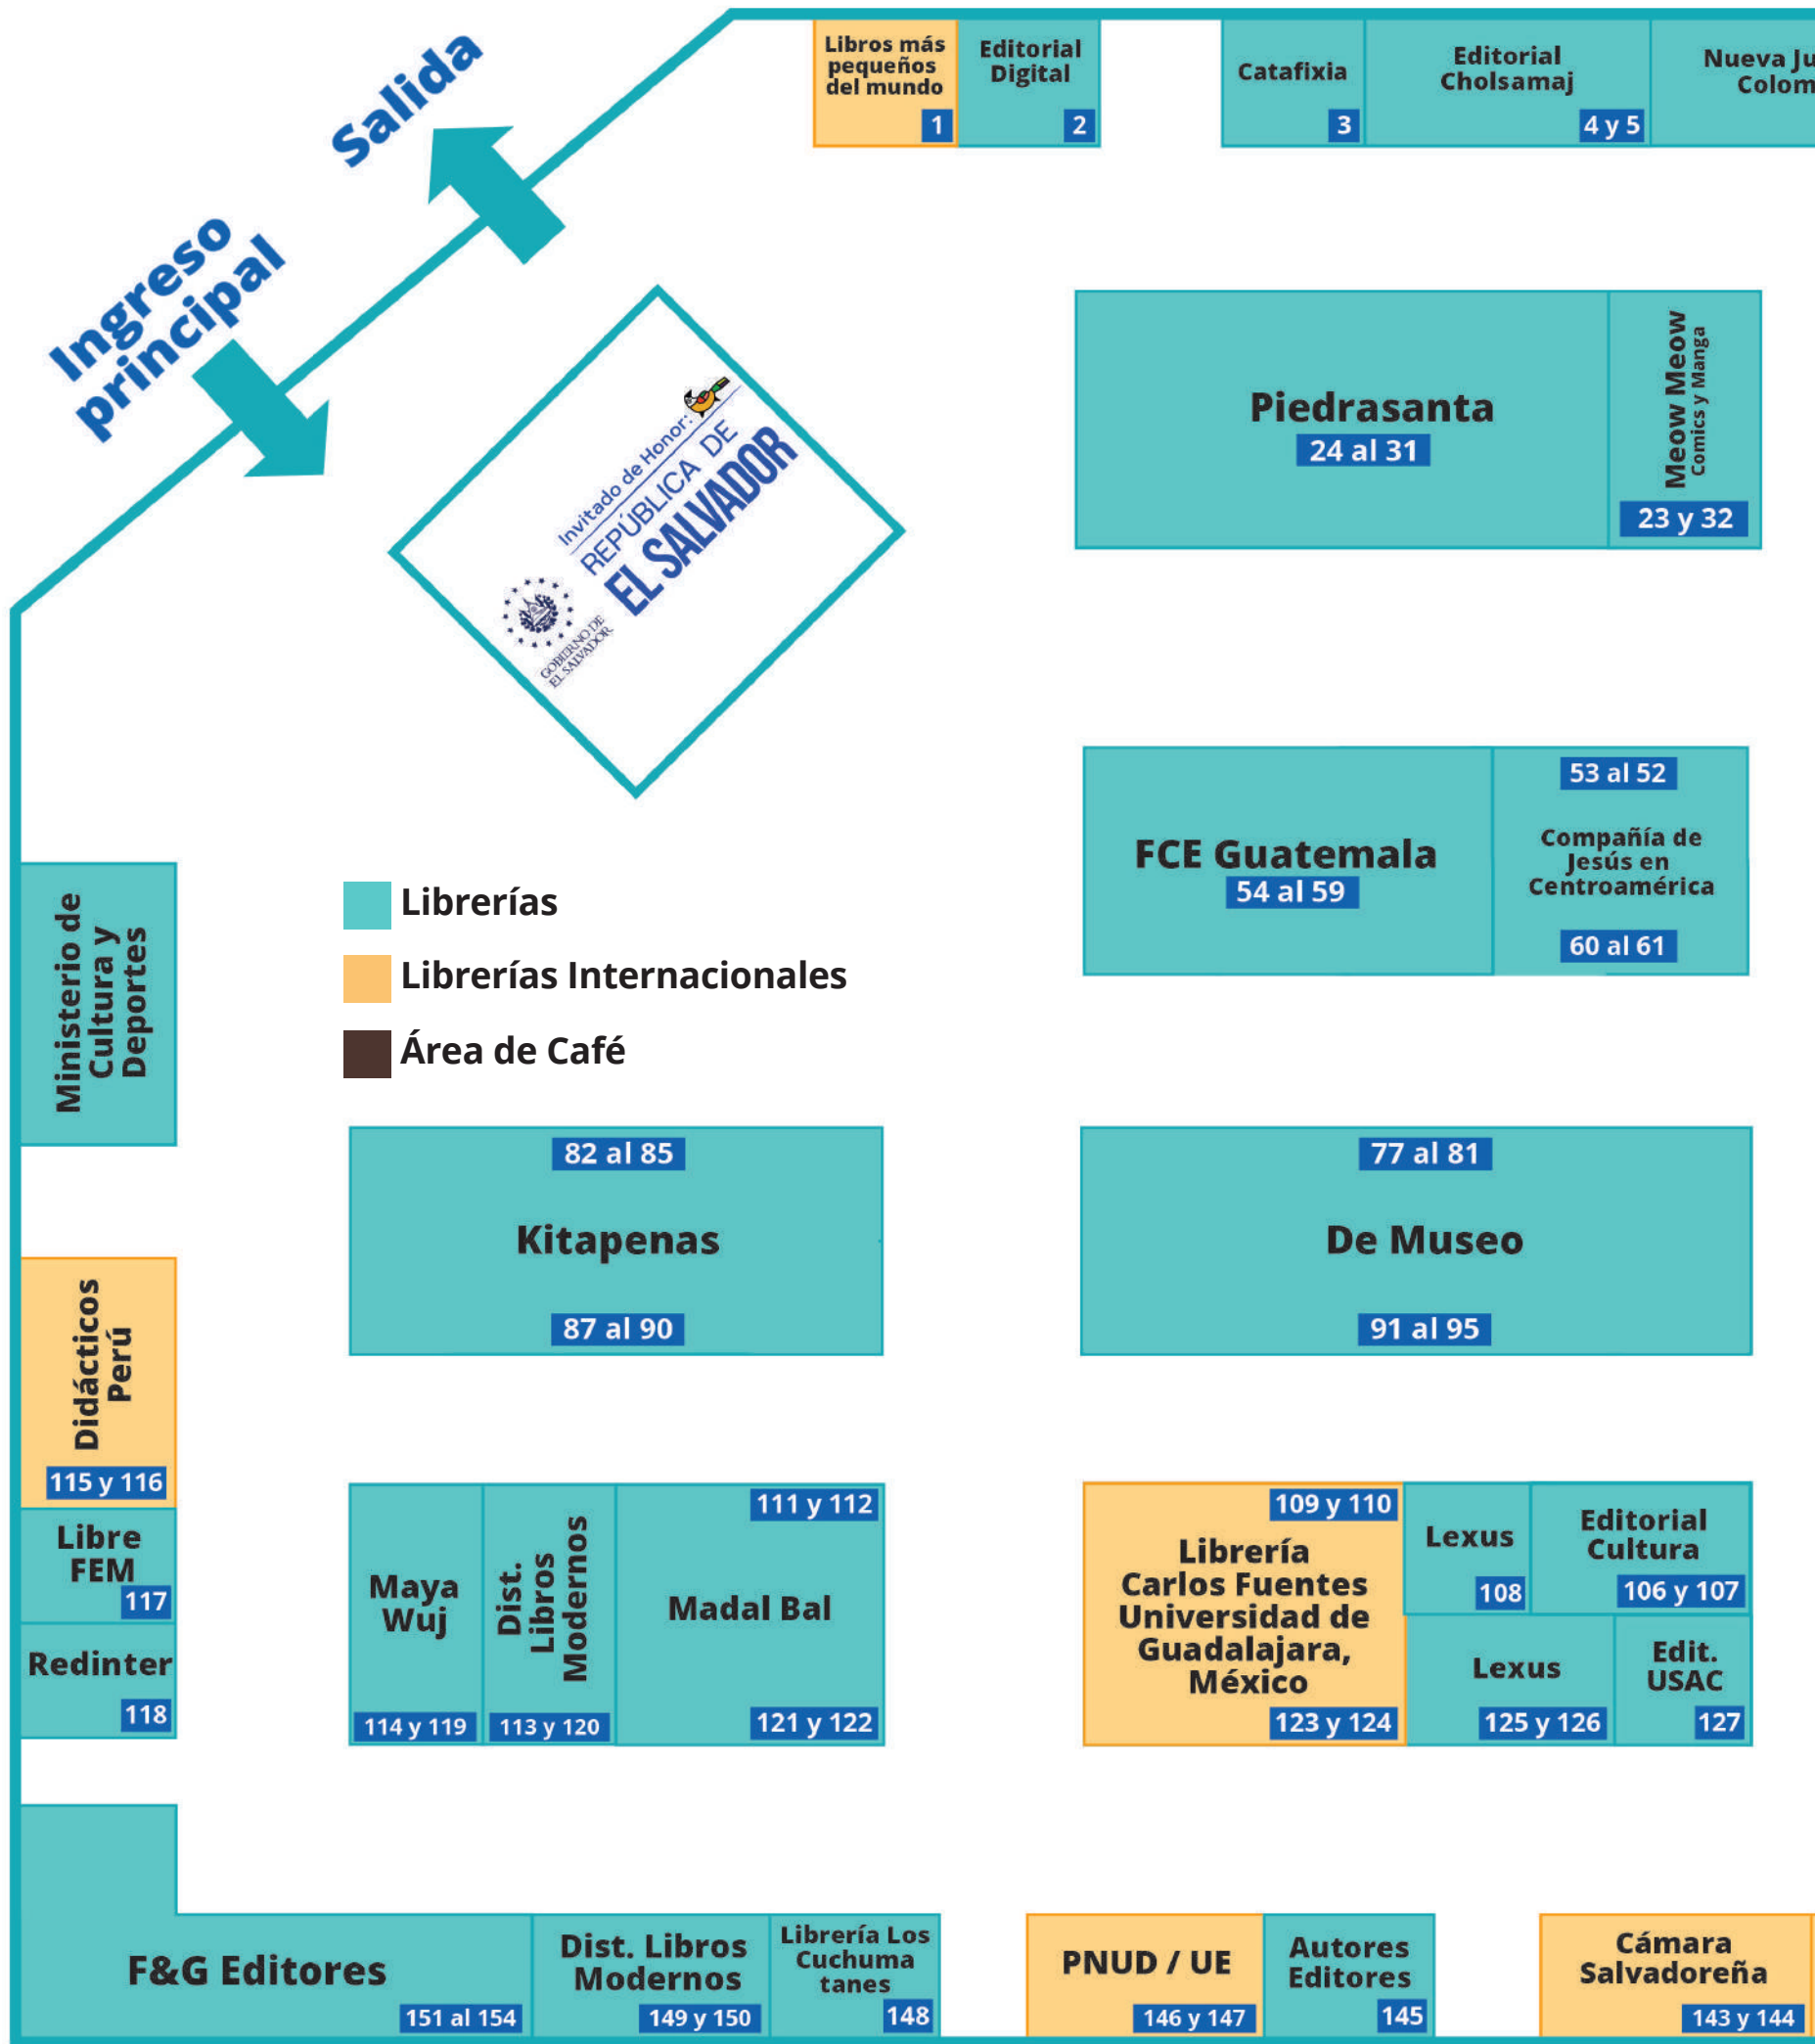 Salida
Ingreso
principal
Libros más
pequeños
del mundo
1
Editorial
Digital
2
Catafixia
3
Editorial
Cholsamaj
4 y 5
Nueva Ju
Colom
Invitado de Honor:
REPÚBLICA DE
EL SALVADOR
GOBIERNO DE
EL SALVADOR
Piedrasanta
24 al 31
Meow Meow
Comics y Manga
23 y 32
FCE Guatemala
54 al 59
53 al 52
Compañía de
Jesús en
Centroamérica
60 al 61
Librerías
Librerías Internacionales
Área de Café
Ministerio de
Cultura y
Deportes
82 al 85
Kitapenas
87 al 90
77 al 81
De Museo
91 al 95
Didácticos
Perú
115 y 116
Libre
FEM
117
Redinter
118
Maya
Wuj
114 y 119
Dist.
Libros
Modernos
113 y 120
111 y 112
Madal Bal
121 y 122
109 y 110
Librería
Carlos Fuentes
Universidad de
Guadalajara,
México
123 y 124
Lexus
108
Editorial
Cultura
106 y 107
Lexus
125 y 126
Edit.
USAC
127
F&G Editores
151 al 154
Dist. Libros
Modernos
149 y 150
Librería Los
Cuchuma
tanes
148
PNUD / UE
146 y 147
Autores
Editores
145
Cámara
Salvadoreña
143 y 144